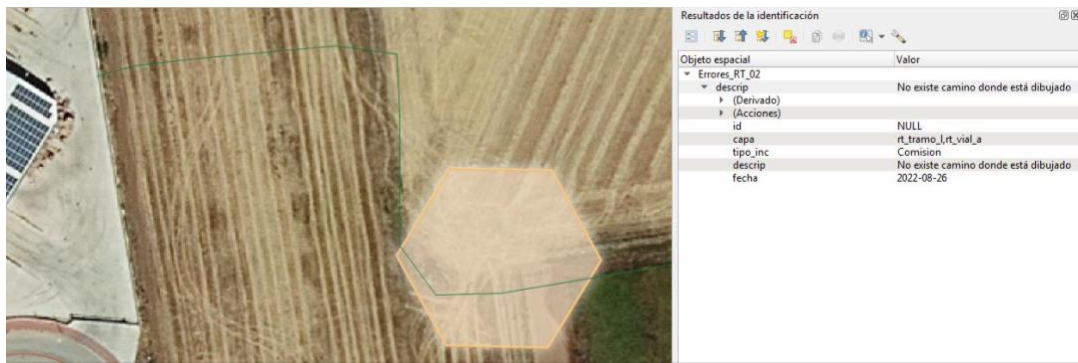 Resultados de la identificación
Objeto espacial Valor
Errores_RT_02
descrip No existe camino donde está dibujado
(Derivado)
(Acciones)
id NULL
capa rt_tramo_l,rt_vial_a
tipo_inc Comision
descrip No existe camino donde está dibujado
fecha 2022-08-26